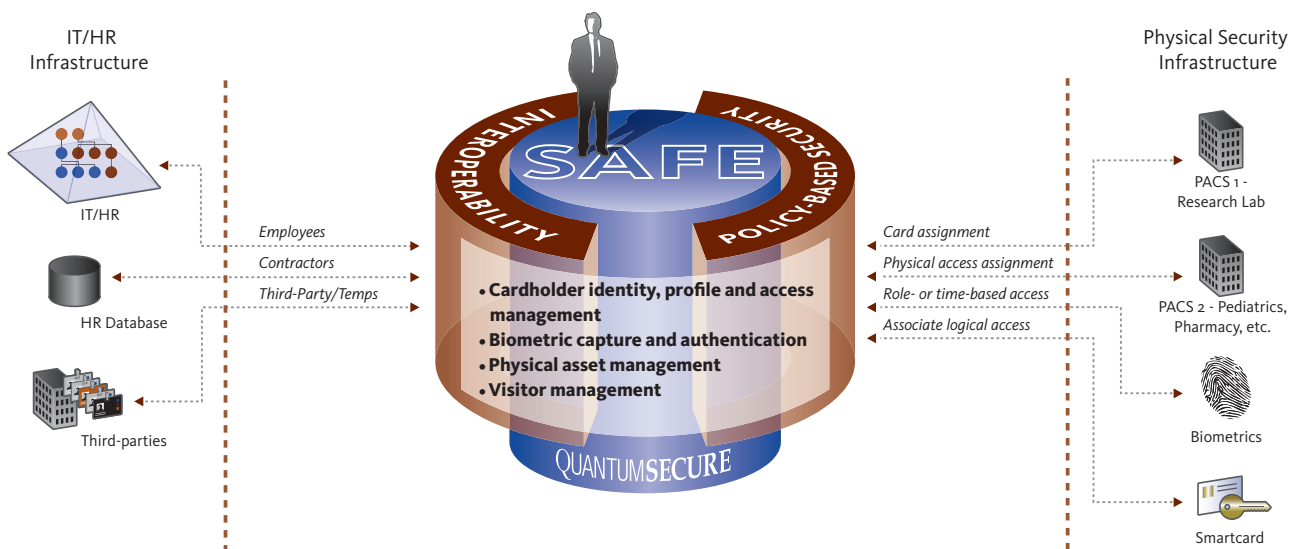 IT/HR
Infrastructure
IT/HR
HR Database
Third-parties
Employees
Contractors
Third-Party/Temps
INTEROPERABILITY
POLICY-BASED SECURITY
SAFE
• Cardholder identity, profile and access
management
• Biometric capture and authentication
• Physical asset management
• Visitor management
QUANTUMSECURE
Card assignment
Physical access assignment
Role- or time-based access
Associate logical access
Physical Security
Infrastructure
PACS 1 -
Research Lab
PACS 2 - Pediatrics,
Pharmacy, etc.
Biometrics
Smartcard